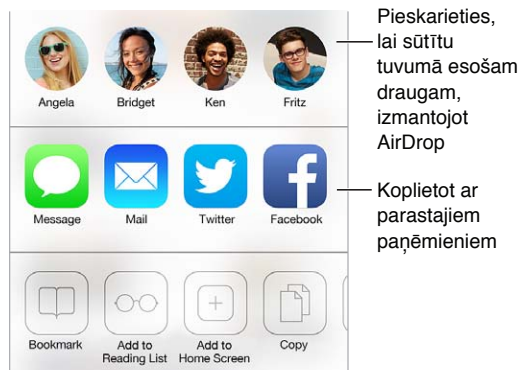 Angela Bridget Ken Fritz
Pieskarieties,
lai sūtītu
tuvumā esošam
draugam,
izmantojot
AirDrop
Message Mail Twitter Facebook
Koplietot ar
parastajiem
paņēmieniem
Bookmark Add to Reading List Add to Home Screen Copy